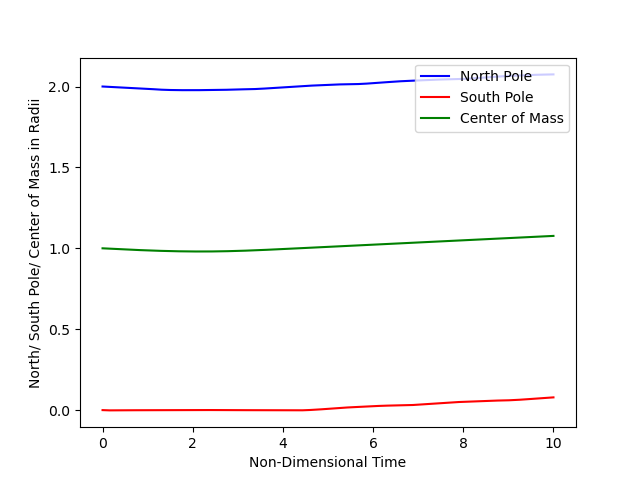 North Pole
South Pole
Center of Mass
2.0
1.5
1.0
0.5
0.0
North/ South Pole/ Center of Mass in Radii
0 2 4 6 8 10
Non-Dimensional Time